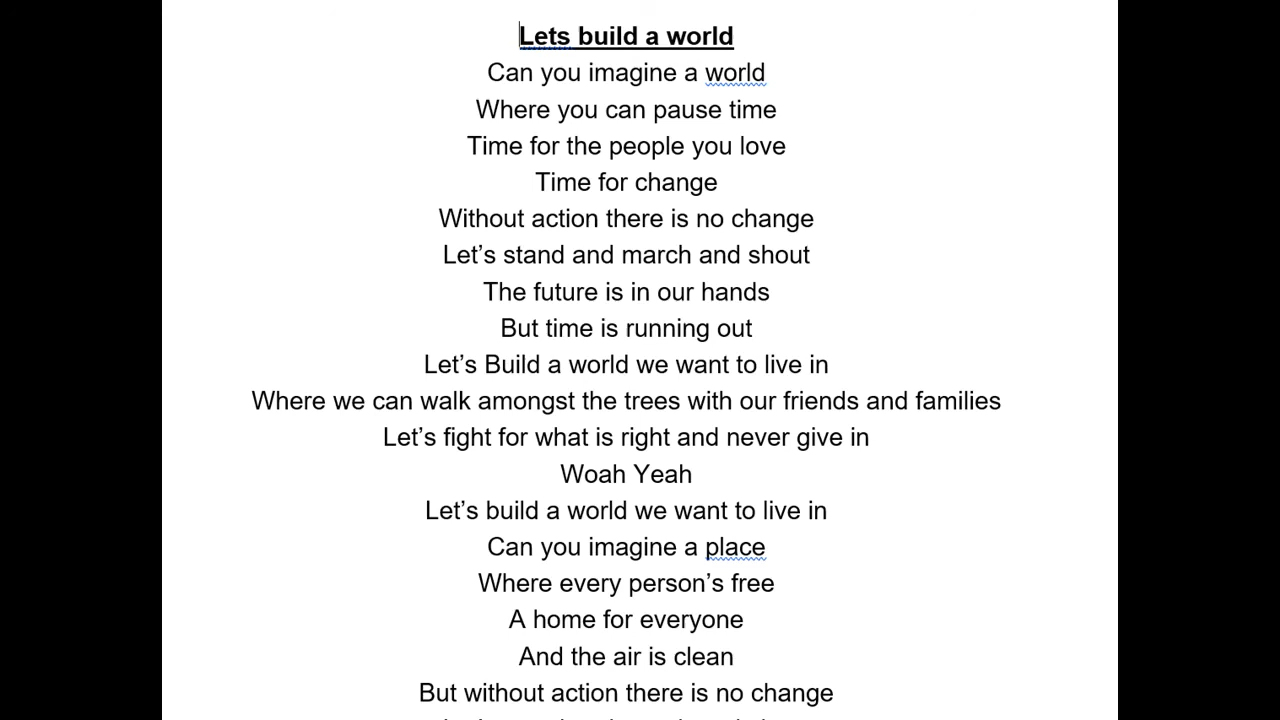 Lets build a world
Can you imagine a world
Where you can pause time
Time for the people you love
Time for change
Without action there is no change
Let’s stand and march and shout
The future is in our hands
But time is running out
Let’s Build a world we want to live in
Where we can walk amongst the trees with our friends and families
Let’s fight for what is right and never give in
Woah Yeah
Let’s build a world we want to live in
Can you imagine a place
Where every person’s free
A home for everyone
And the air is clean
But without action there is no change